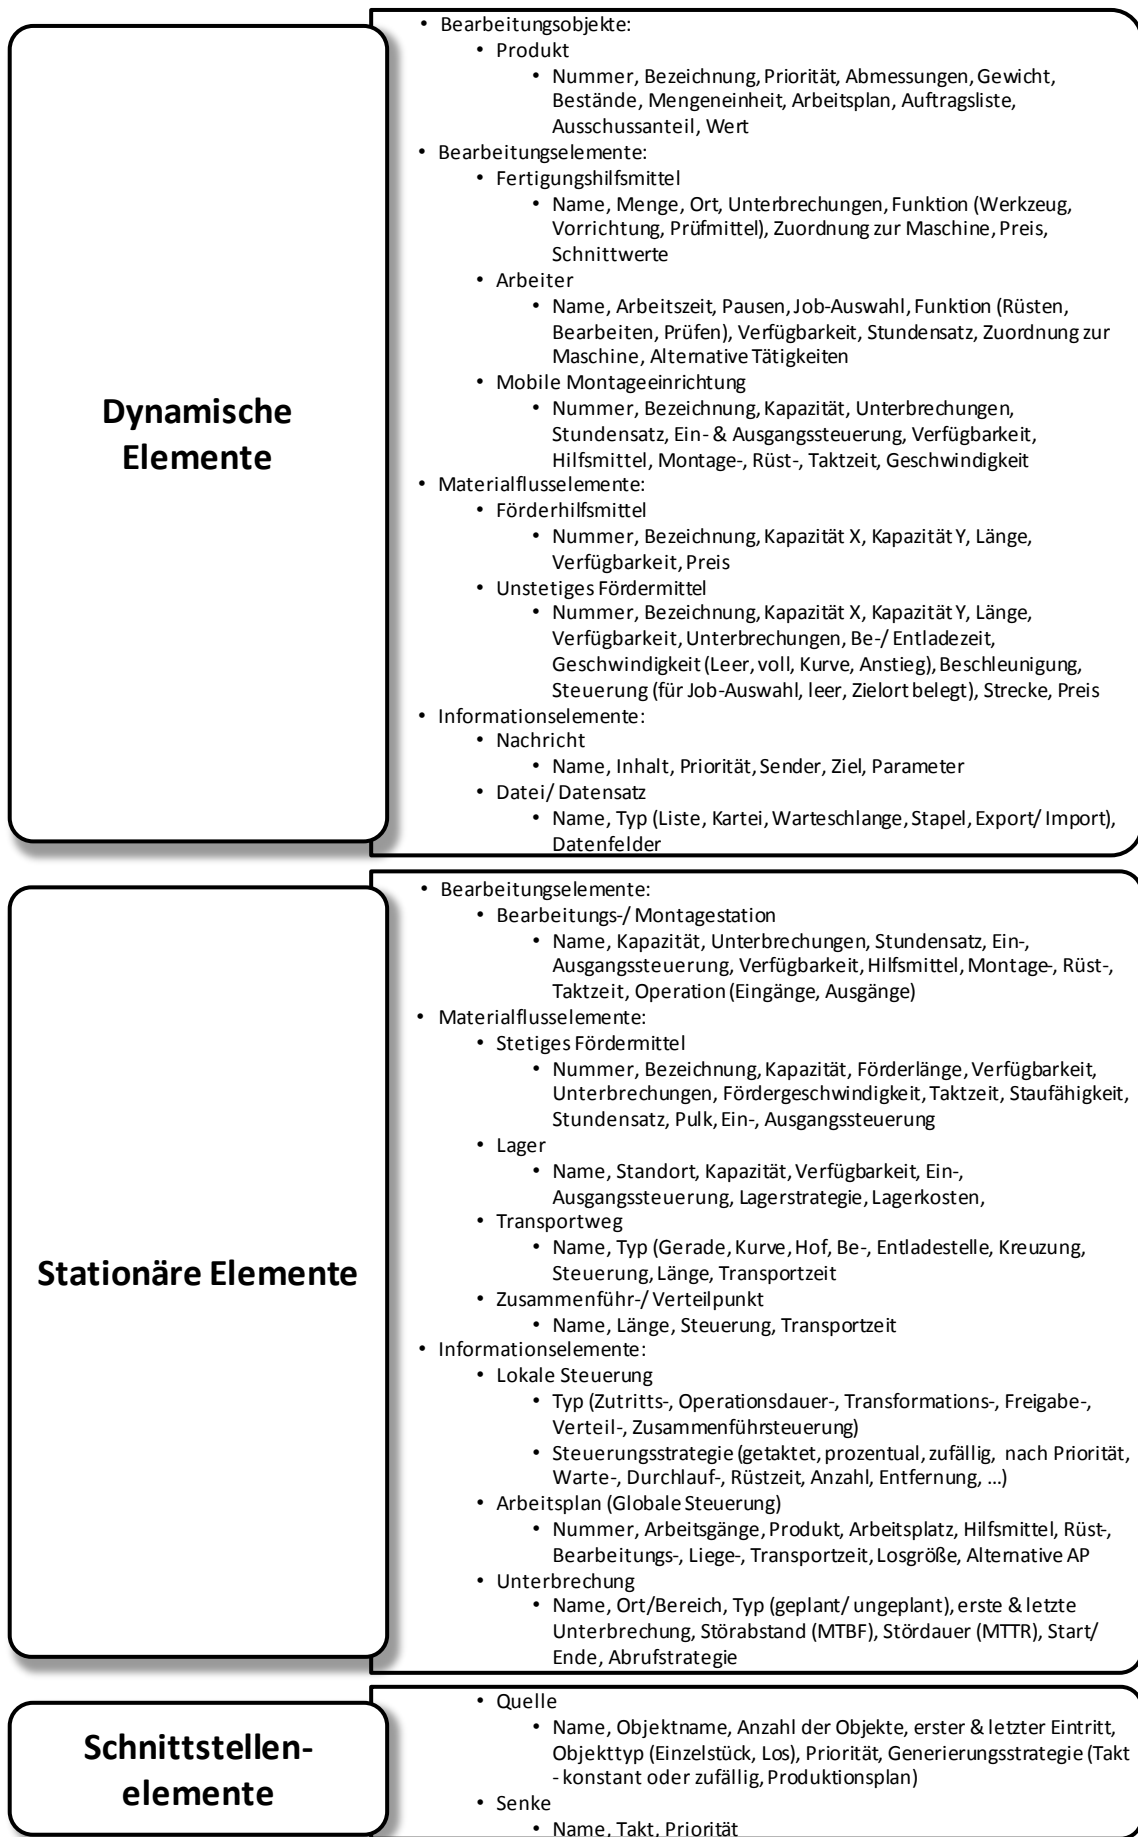 Dynamische
Elemente
• Bearbeitungsobjekte:
• Produkt
• Nummer, Bezeichnung, Priorität, Abmessungen, Gewicht,
Bestände, Mengeneinheit, Arbeitsplan, Auftragsliste,
Ausschussanteil, Wert
• Bearbeitungselemente:
• Fertigungshilfsmittel
• Name, Menge, Ort, Unterbrechungen, Funktion (Werkzeug,
Vorrichtung, Prüfmittel), Zuordnung zur Maschine, Preis,
Schnittwerte
• Arbeiter
• Name, Arbeitszeit, Pausen, Job-Auswahl, Funktion (Rüsten,
Bearbeiten, Prüfen), Verfügbarkeit, Stundensatz, Zuordnung zur
Maschine, Alternative Tätigkeiten
• Mobile Montageeinrichtung
• Nummer, Bezeichnung, Kapazität, Unterbrechungen,
Stundensatz, Ein- & Ausgangssteuerung, Verfügbarkeit,
Hilfsmittel, Montage-, Rüst-, Taktzeit, Geschwindigkeit
• Materialflusselemente:
• Förderhilfsmittel
• Nummer, Bezeichnung, Kapazität X, Kapazität Y, Länge,
Verfügbarkeit, Preis
• Unstetiges Fördermittel
• Nummer, Bezeichnung, Kapazität X, Kapazität Y, Länge,
Verfügbarkeit, Unterbrechungen, Be-/ Entladezeit,
Geschwindigkeit (Leer, voll, Kurve, Anstieg), Beschleunigung,
Steuerung (für Job-Auswahl, leer, Zielort belegt), Strecke, Preis
• Informationselemente:
• Nachricht
• Name, Inhalt, Priorität, Sender, Ziel, Parameter
• Datei/ Datensatz
• Name, Typ (Liste, Kartei, Warteschlange, Stapel, Export/ Import),
Datenfelder
Stationäre Elemente
• Bearbeitungselemente:
• Bearbeitungs-/ Montagestation
• Name, Kapazität, Unterbrechungen, Stundensatz, Ein-,
Ausgangssteuerung, Verfügbarkeit, Hilfsmittel, Montage-, Rüst-,
Taktzeit, Operation (Eingänge, Ausgänge)
• Materialflusselemente:
• Stetiges Fördermittel
• Nummer, Bezeichnung, Kapazität, Förderlänge, Verfügbarkeit,
Unterbrechungen, Fördergeschwindigkeit, Taktzeit, Staufähigkeit,
Stundensatz, Pulk, Ein-, Ausgangssteuerung
• Lager
• Name, Standort, Kapazität, Verfügbarkeit, Ein-,
Ausgangssteuerung, Lagerstrategie, Lagerkosten,
• Transportweg
• Name, Typ (Gerade, Kurve, Hof, Be-, Entladestelle, Kreuzung,
Steuerung, Länge, Transportzeit
• Zusammenführ-/ Verteilpunkt
• Name, Länge, Steuerung, Transportzeit
• Informationselemente:
• Lokale Steuerung
• Typ (Zutritts-, Operationsdauer-, Transformations-, Freigabe-,
Verteil-, Zusammenführsteuerung)
• Steuerungsstrategie (getaktet, prozentual, zufällig, nach Priorität,
Warte-, Durchlauf-, Rüstzeit, Anzahl, Entfernung, ...)
• Arbeitsplan (Globale Steuerung)
• Nummer, Arbeitsgänge, Produkt, Arbeitsplatz, Hilfsmittel, Rüst-,
Bearbeitungs-, Liege-, Transportzeit, Losgröße, Alternative AP
• Unterbrechung
• Name, Ort/Bereich, Typ (geplant/ ungeplant), erste & letzte
Unterbrechung, Störabstand (MTBF), Stördauer (MTTR), Start/
Ende, Abrufstrategie
Schnittstellen-
elemente
• Quelle
• Name, Objektname, Anzahl der Objekte, erster & letzter Eintritt,
Objekttyp (Einzelstück, Los), Priorität, Generierungsstrategie (Takt
- konstant oder zufällig, Produktionsplan)
• Senke
• Name, Takt, Priorität